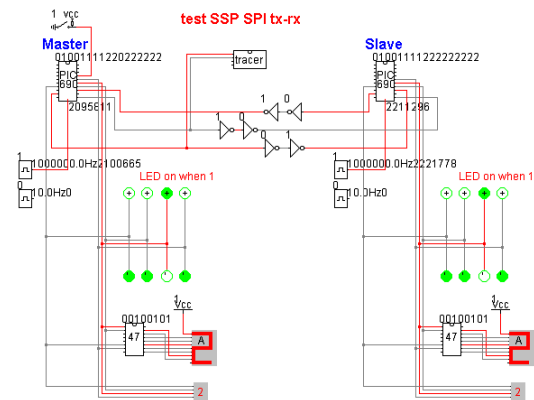 1 vcc
test SSP SPI tx-rx
Master
Slave
01001111220222222
01001111222222222
PIC
690
tracer
PIC
690
2095811
2211296
1 0
1 0
0 1
1
1000000.0Hz2100665
1
1000000.0Hz2221778
0
10.0Hz0
0
10.0Hz0
LED on when 1
LED on when 1
+ + + +
+ + + +
1
Vcc
1
Vcc
00100101
00100101
47
A
47
A
2
2